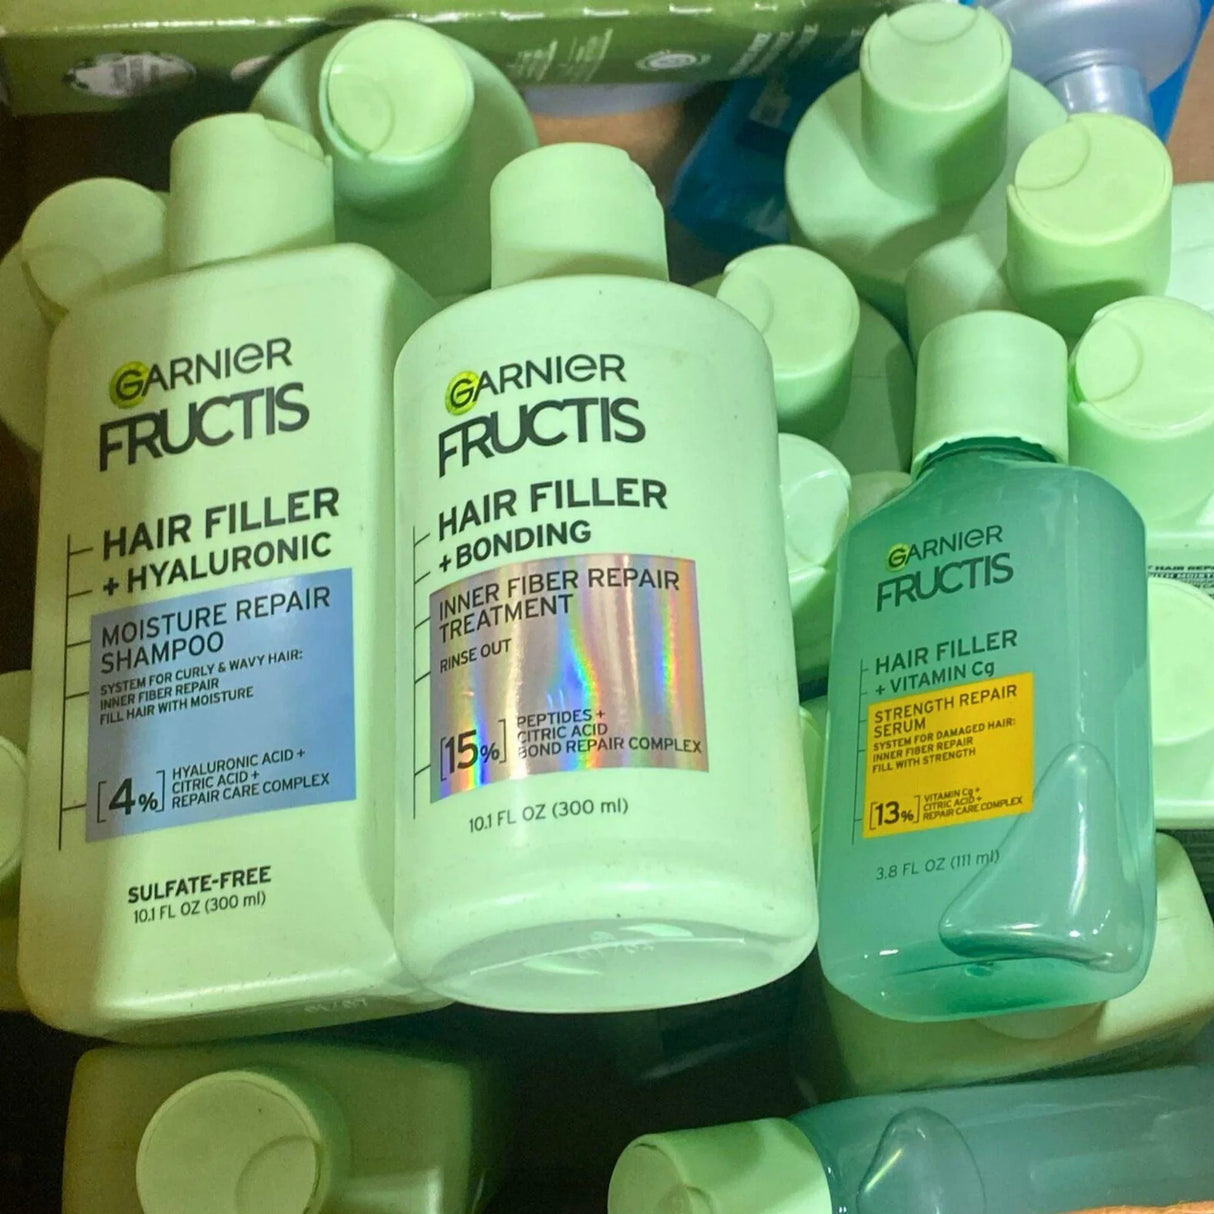 GARNIER
FRUCTIS
HAIR FILLER
+ HYALURONIC
MOISTURE REPAIR
SHAMPOO
SYSTEM FOR CURLY & WAVY HAIR:
INNER FIBER REPAIR
FILL HAIR WITH MOISTURE
[4%]
HYALURONIC ACID +
CITRIC ACID +
REPAIR CARE COMPLEX
SULFATE-FREE
10.1 FL OZ (300 ml)
GARNIER
FRUCTIS
HAIR FILLER
+ BONDING
INNER FIBER REPAIR
TREATMENT
RINSE OUT
[15%]
PEPTIDES +
CITRIC ACID
BOND REPAIR COMPLEX
10.1 FL OZ (300 ml)
GARNIER
FRUCTIS
HAIR FILLER
+ VITAMIN Cg
STRENGTH REPAIR
SERUM
SYSTEM FOR DAMAGED HAIR:
INNER FIBER REPAIR
FILL WITH STRENGTH
[13%]
VITAMIN Cg +
CITRIC ACID +
REPAIR CARE COMPLEX
3.8 FL OZ (111 ml)